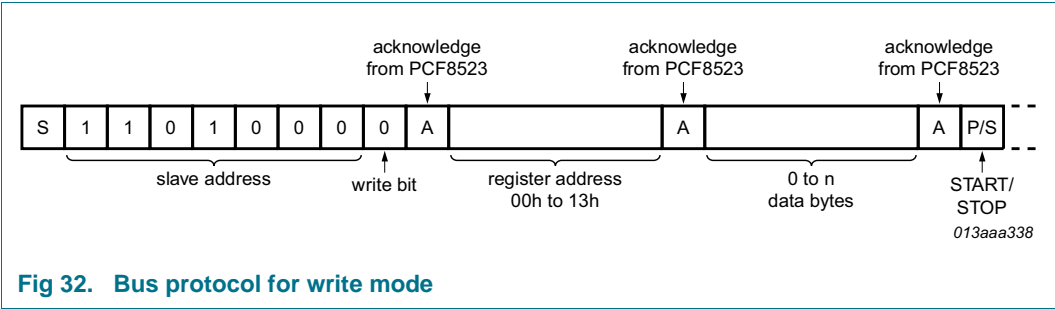 acknowledge
from PCF8523
acknowledge
from PCF8523
acknowledge
from PCF8523
S 1 1 0 1 0 0 0 0 A A A P/S
slave address
write bit
register address
00h to 13h
0 to n
data bytes
START/
STOP
013aaa338
Fig 32. Bus protocol for write mode